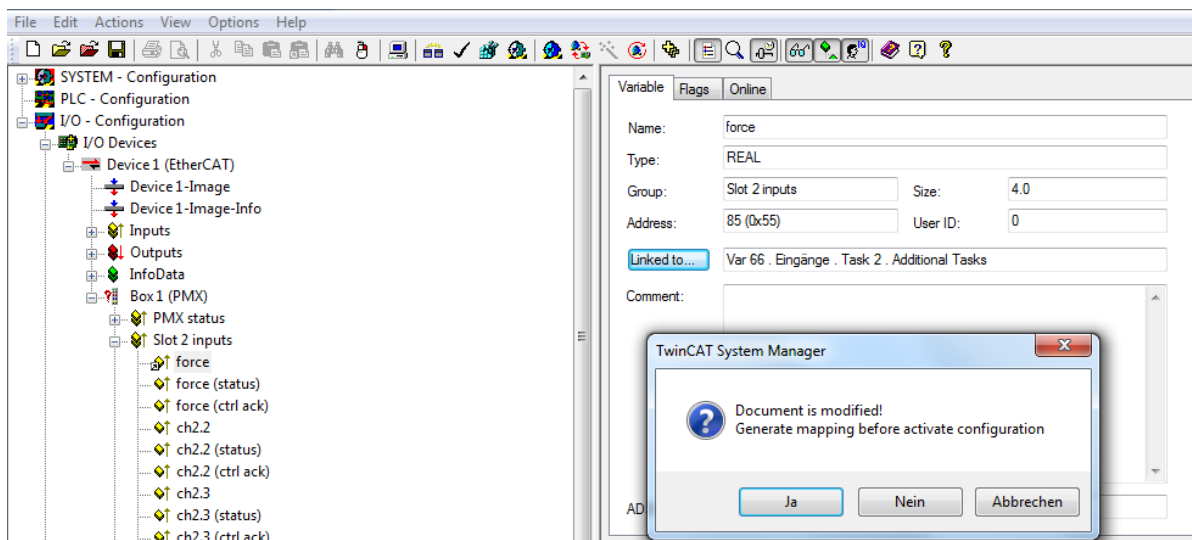 File Edit Actions View Options Help
SYSTEM - Configuration
PLC - Configuration
I/O - Configuration
I/O Devices
Device 1 (EtherCAT)
Device 1-Image
Device 1-Image-Info
Inputs
Outputs
InfoData
Box 1 (PMX)
PMX status
Slot 2 inputs
force
force (status)
force (ctrl ack)
ch2.2
ch2.2 (status)
ch2.2 (ctrl ack)
ch2.3
ch2.3 (status)
ch2.3 (ctrl ack)
Variable Flags Online
Name: force
Type: REAL
Group: Slot 2 inputs Size: 4.0
Address: 85 (0x55) User ID: 0
Linked to... Var 66 . Eingänge . Task 2 . Additional Tasks
Comment:
TwinCAT System Manager
Document is modified!
Generate mapping before activate configuration
Ja Nein Abbrechen